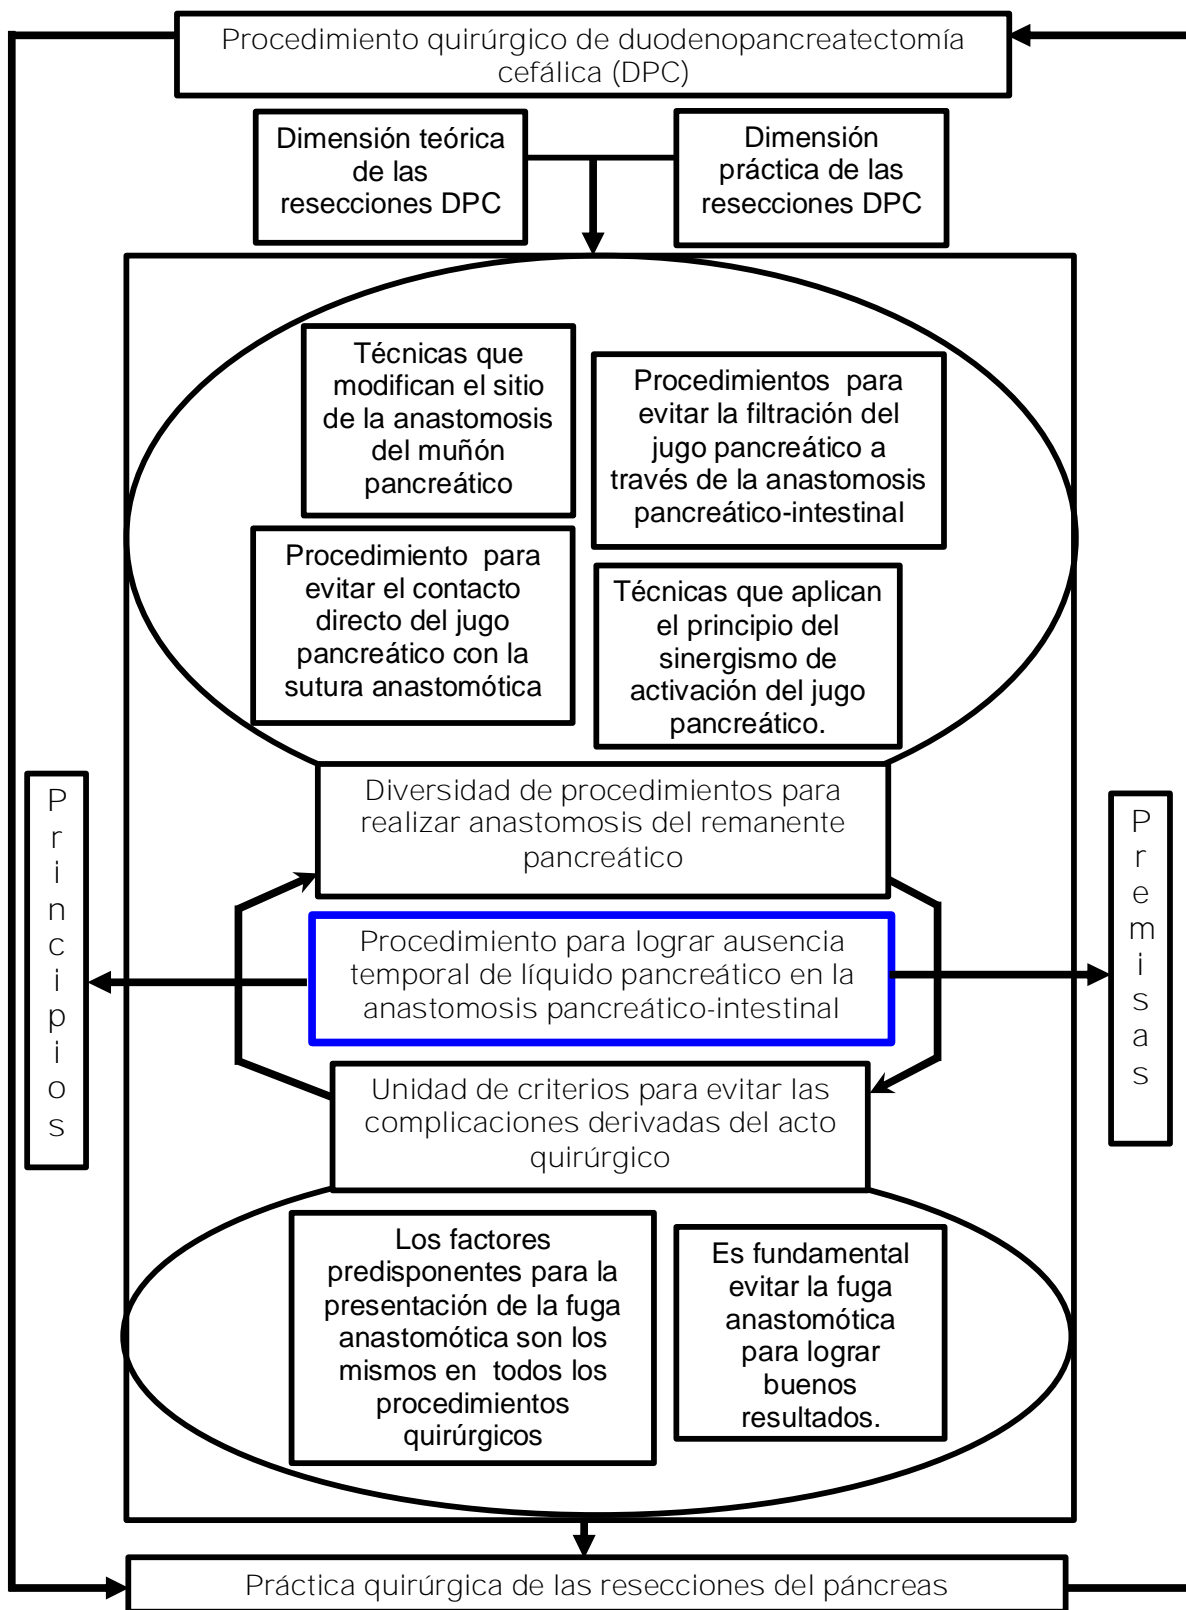 Procedimiento quirúrgico de duodenopancreatectomía
cefálica (DPC)
Dimensión teórica
de las
resecciones DPC
Dimensión
práctica de las
resecciones DPC
Técnicas que
modifican el sitio
de la anastomosis
del muñón
pancreático
Procedimientos para
evitar la filtración del
jugo pancreático a
través de la anastomosis
pancreático-intestinal
Procedimiento para
evitar el contacto
directo del jugo
pancreático con la
sutura anastomótica
Técnicas que aplican
el principio del
sinergismo de
activación del jugo
pancreático.
Diversidad de procedimientos para
realizar anastomosis del remanente
pancreático
Principios
Procedimiento para lograr ausencia
temporal de líquido pancreático en la
anastomosis pancreático-intestinal
Premisas
Unidad de criterios para evitar las
complicaciones derivadas del acto
quirúrgico
Los factores
predisponentes para la
presentación de la fuga
anastomótica son los
mismos en todos los
procedimientos
quirúrgicos
Es fundamental
evitar la fuga
anastomótica
para lograr
buenos
resultados.
Práctica quirúrgica de las resecciones del páncreas